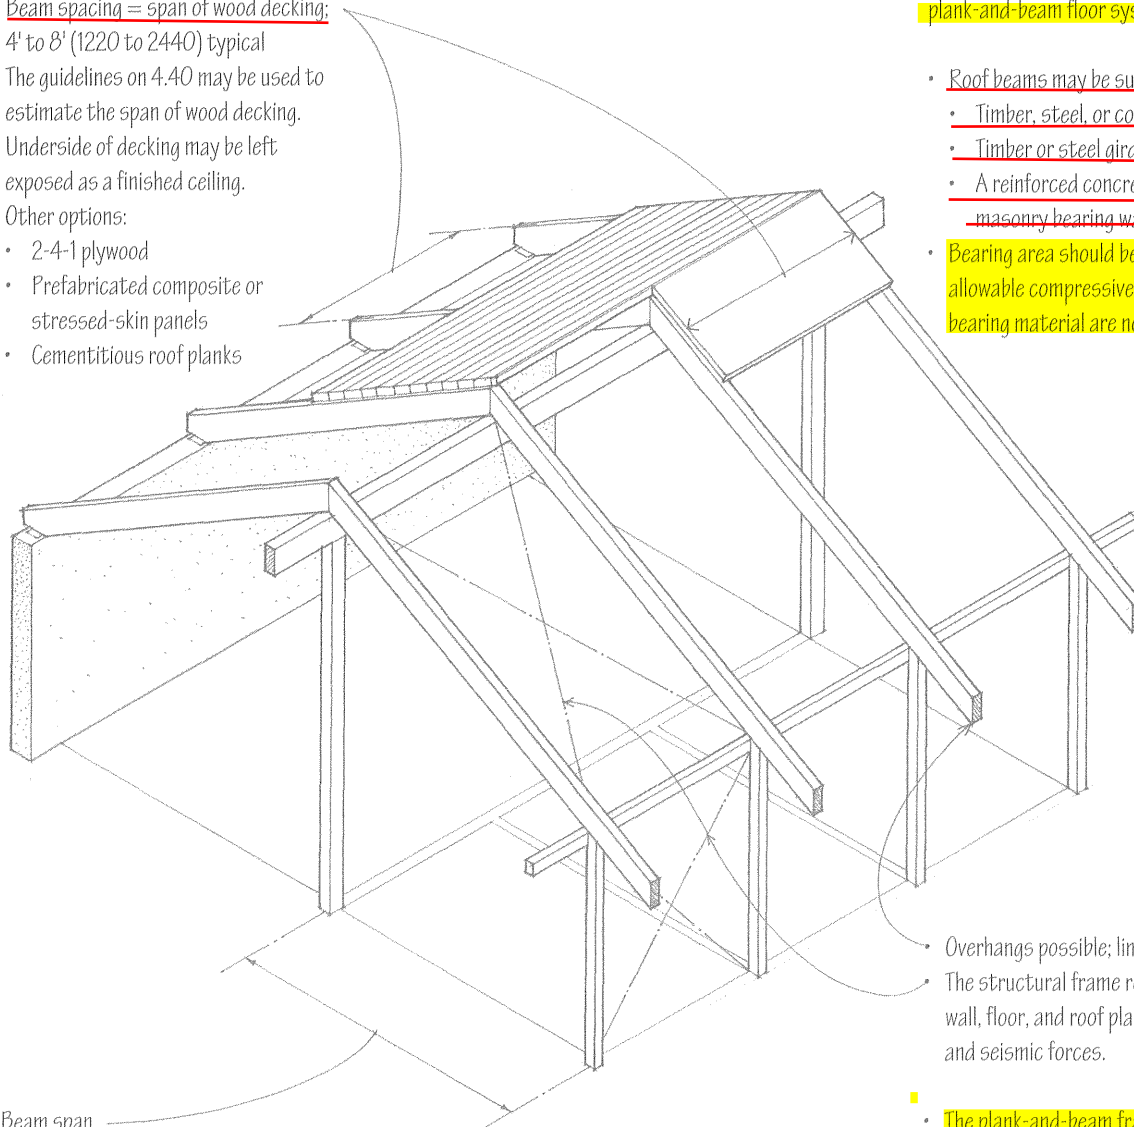 Beam spacing = span of wood decking;
4' to 8' (1220 to 2440) typical
The guidelines on 4.40 may be used to
estimate the span of wood decking.
Underside of decking may be left
exposed as a finished ceiling.
Other options:
• 2-4-1 plywood
• Prefabricated composite or
stressed-skin panels
• Cementitious roof planks
Beam span
plank-and-beam floor sys
• Roof beams may be su
• Timber, steel, or co
• Timber or steel gird
• A reinforced concre
masonry bearing wa
• Bearing area should be
allowable compressive
bearing material are no
• Overhangs possible; lin
• The structural frame r
wall, floor, and roof pla
and seismic forces.
• The plank-and-beam fra